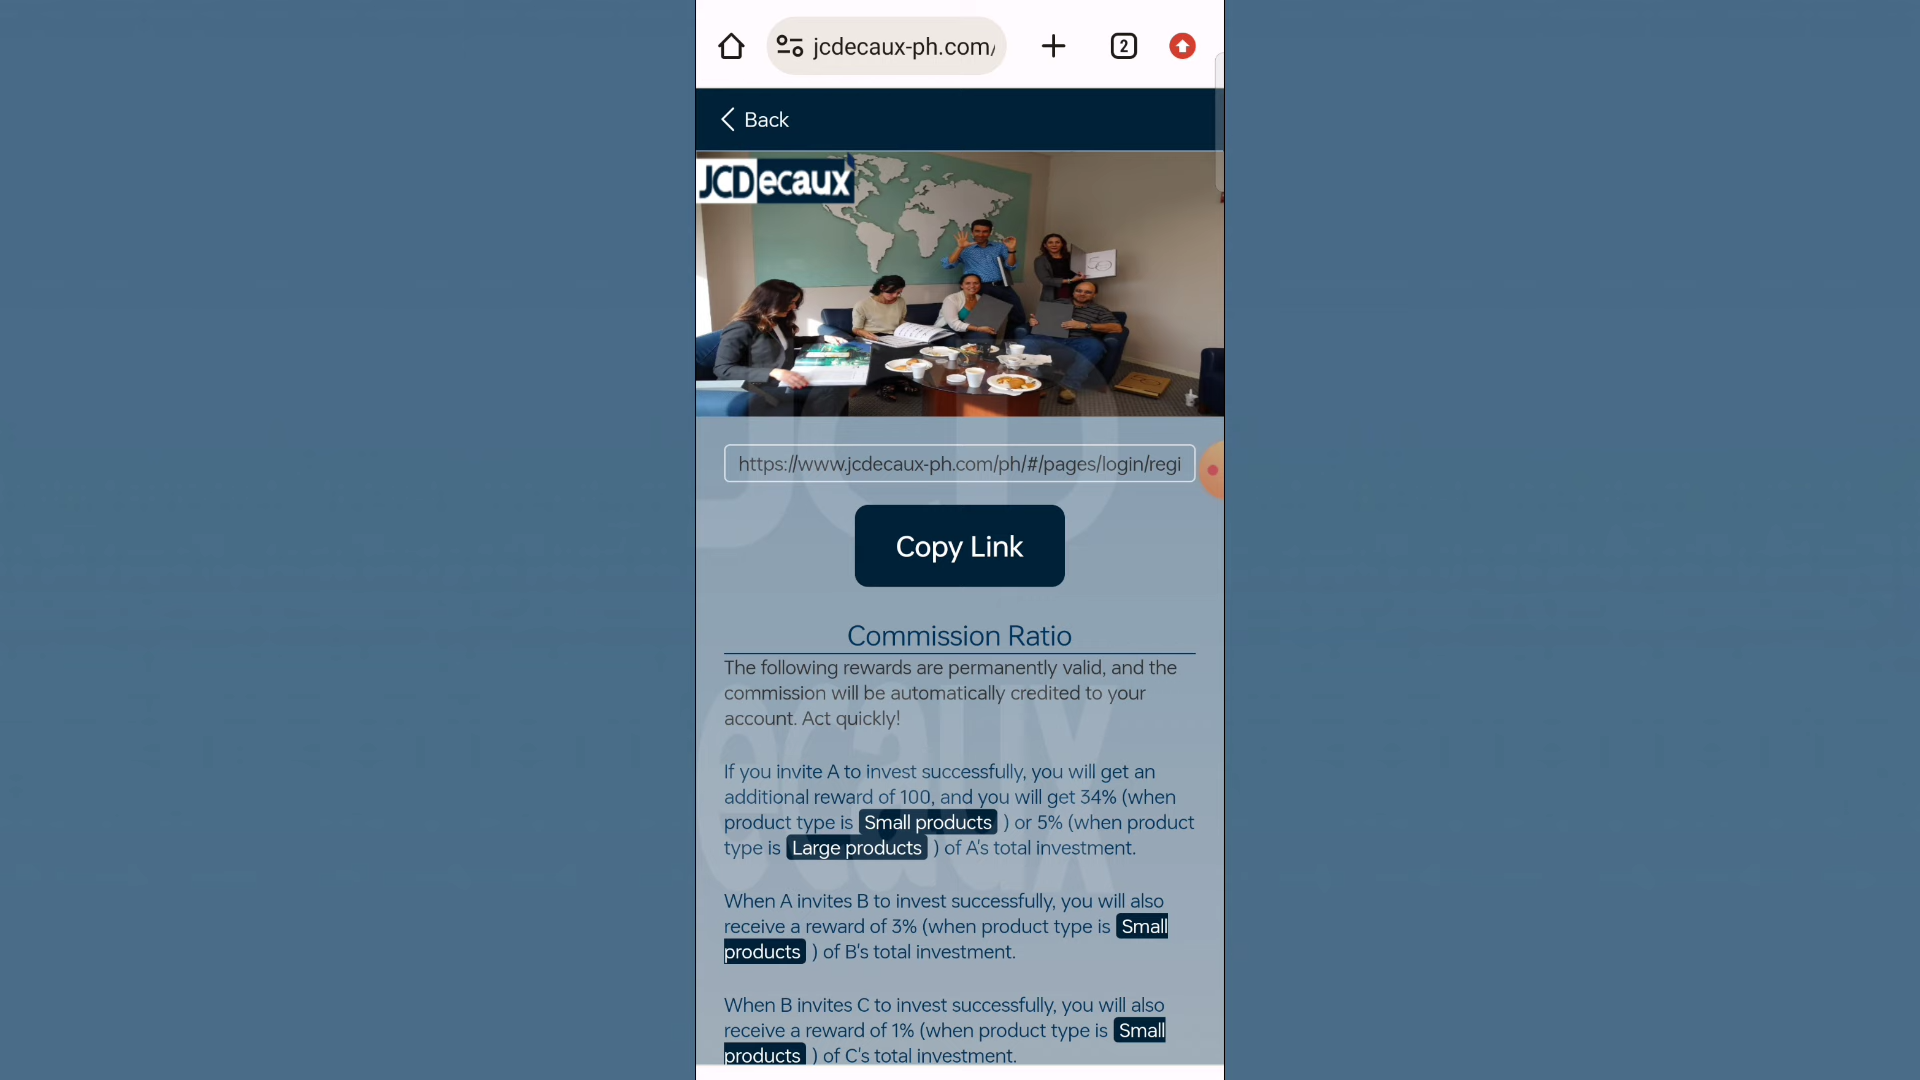 jcdecaux-ph.com/
2
Back
JCDecaux
50
https://www.jcdecaux-ph.com/ph/#/pages/login/regi
Copy Link
Commission Ratio
The following rewards are permanently valid, and the
commission will be automatically credited to your
account. Act quickly!
If you invite A to invest successfully, you will get an
additional reward of 100, and you will get 34% (when
product type is Small products ) or 5% (when product
type is Large products ) of A's total investment.
When A invites B to invest successfully, you will also
receive a reward of 3% (when product type is Small
products ) of B's total investment.
When B invites C to invest successfully, you will also
receive a reward of 1% (when product type is Small
products ) of C's total investment.